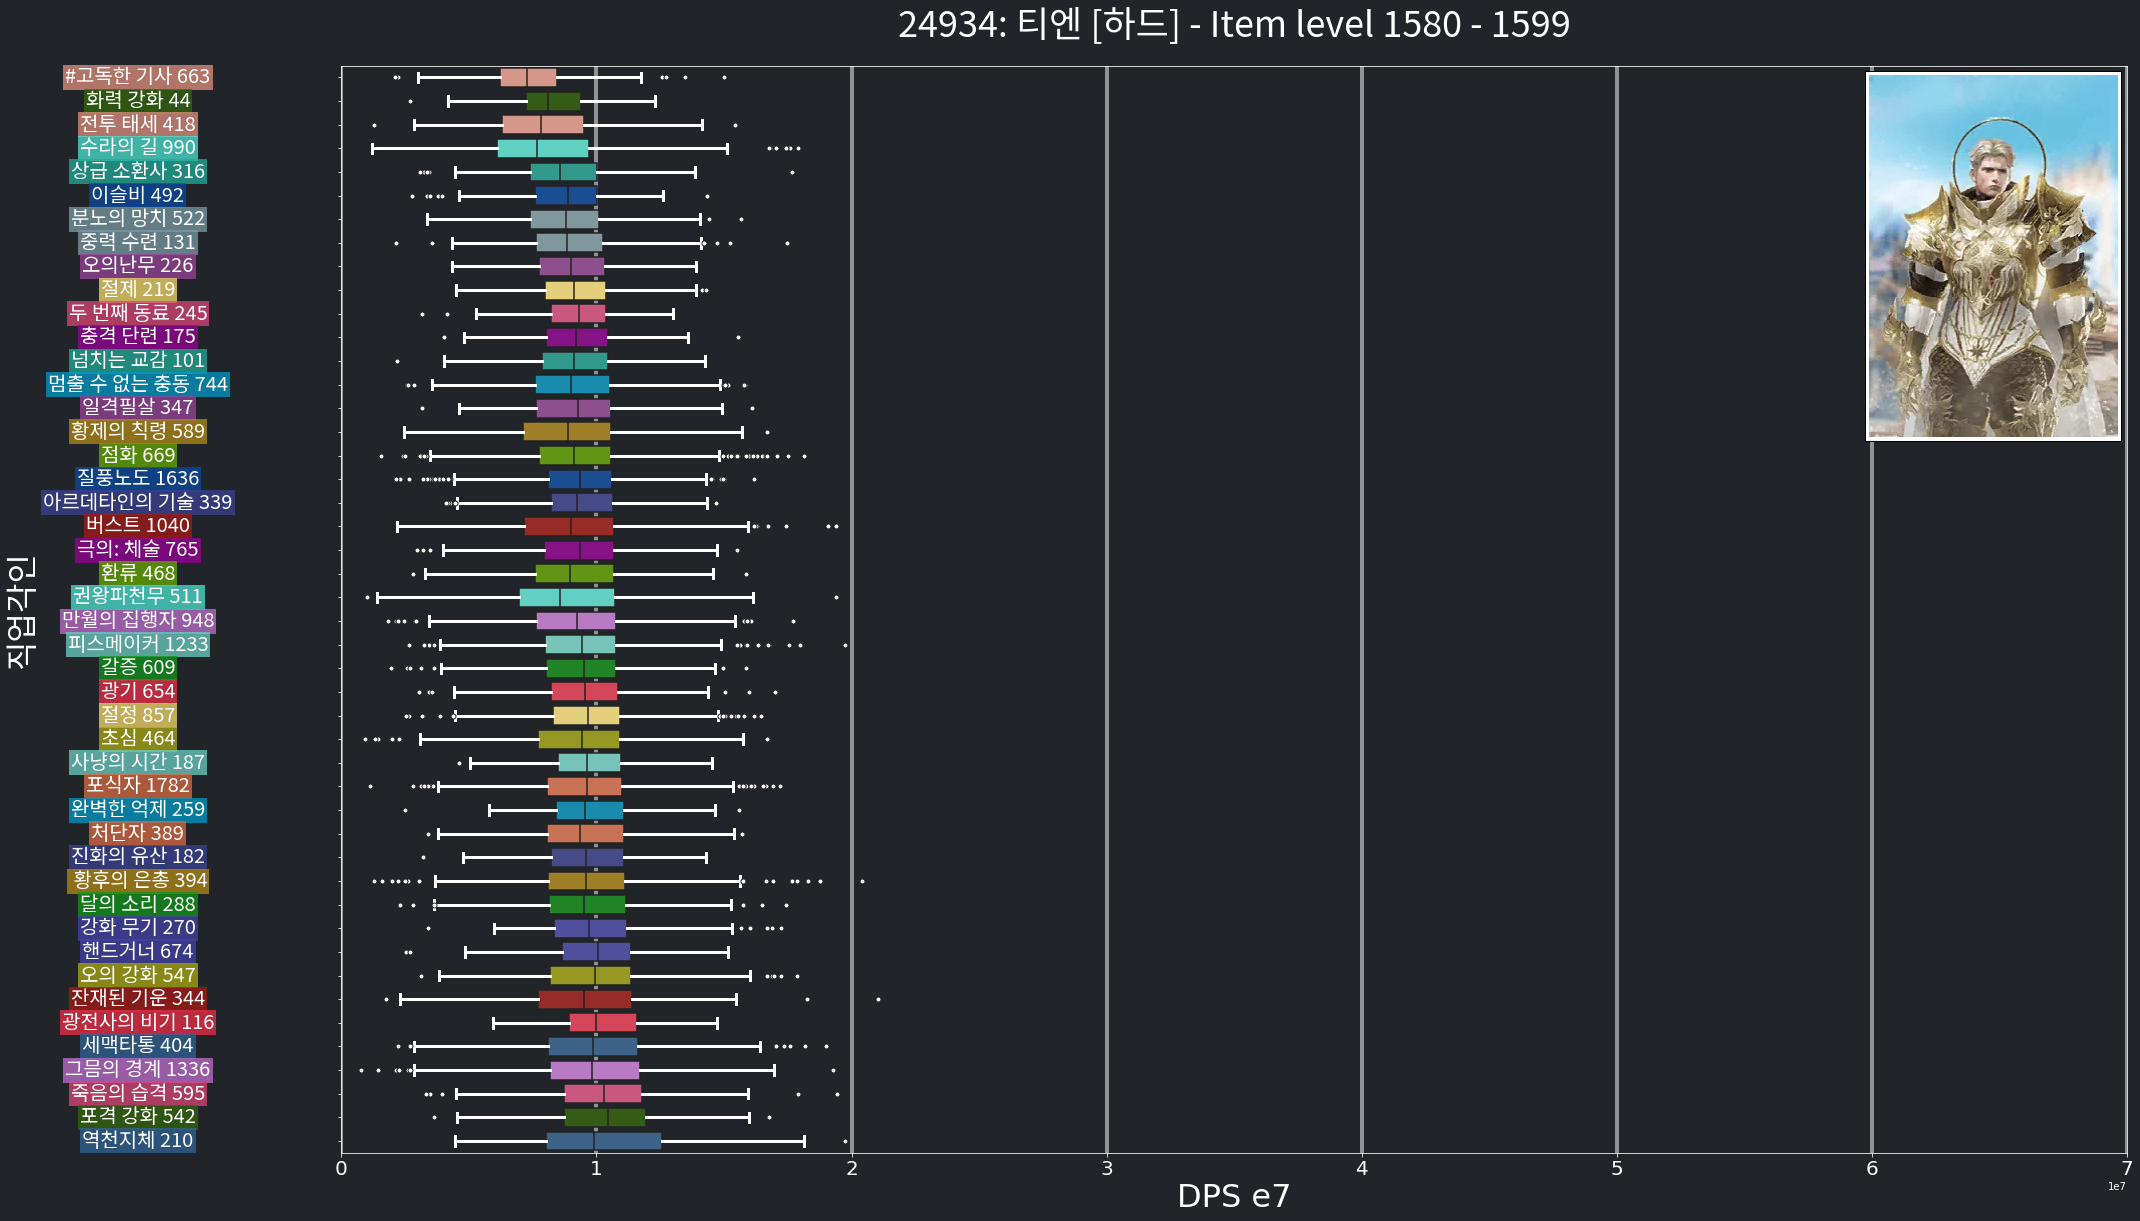 24934: 티엔 [하드] - Item level 1580 - 1599
직업각인
#고독한 기사 663
화력 강화 44
전투 태세 418
수라의 길 990
상급 소환사 316
이슬비 492
분노의 망치 522
중력 수련 131
오의난무 226
절제 219
두 번째 동료 245
충격 단련 175
넘치는 교감 101
멈출 수 없는 충동 744
일격필살 347
황제의 칙령 589
점화 669
질풍노도 1636
아르데타인의 기술 339
버스트 1040
극의: 체술 765
환류 468
권왕파천무 511
만월의 집행자 948
피스메이커 1233
갈증 609
광기 654
절정 857
초심 464
사냥의 시간 187
포식자 1782
완벽한 억제 259
처단자 389
진화의 유산 182
황후의 은총 394
달의 소리 288
강화 무기 270
핸드거너 674
오의 강화 547
잔재된 기운 344
광전사의 비기 116
세맥타통 404
그믐의 경계 1336
죽음의 습격 595
포격 강화 542
역천지체 210
0 1 2 3 4 5 6 7
DPS e7
1e7